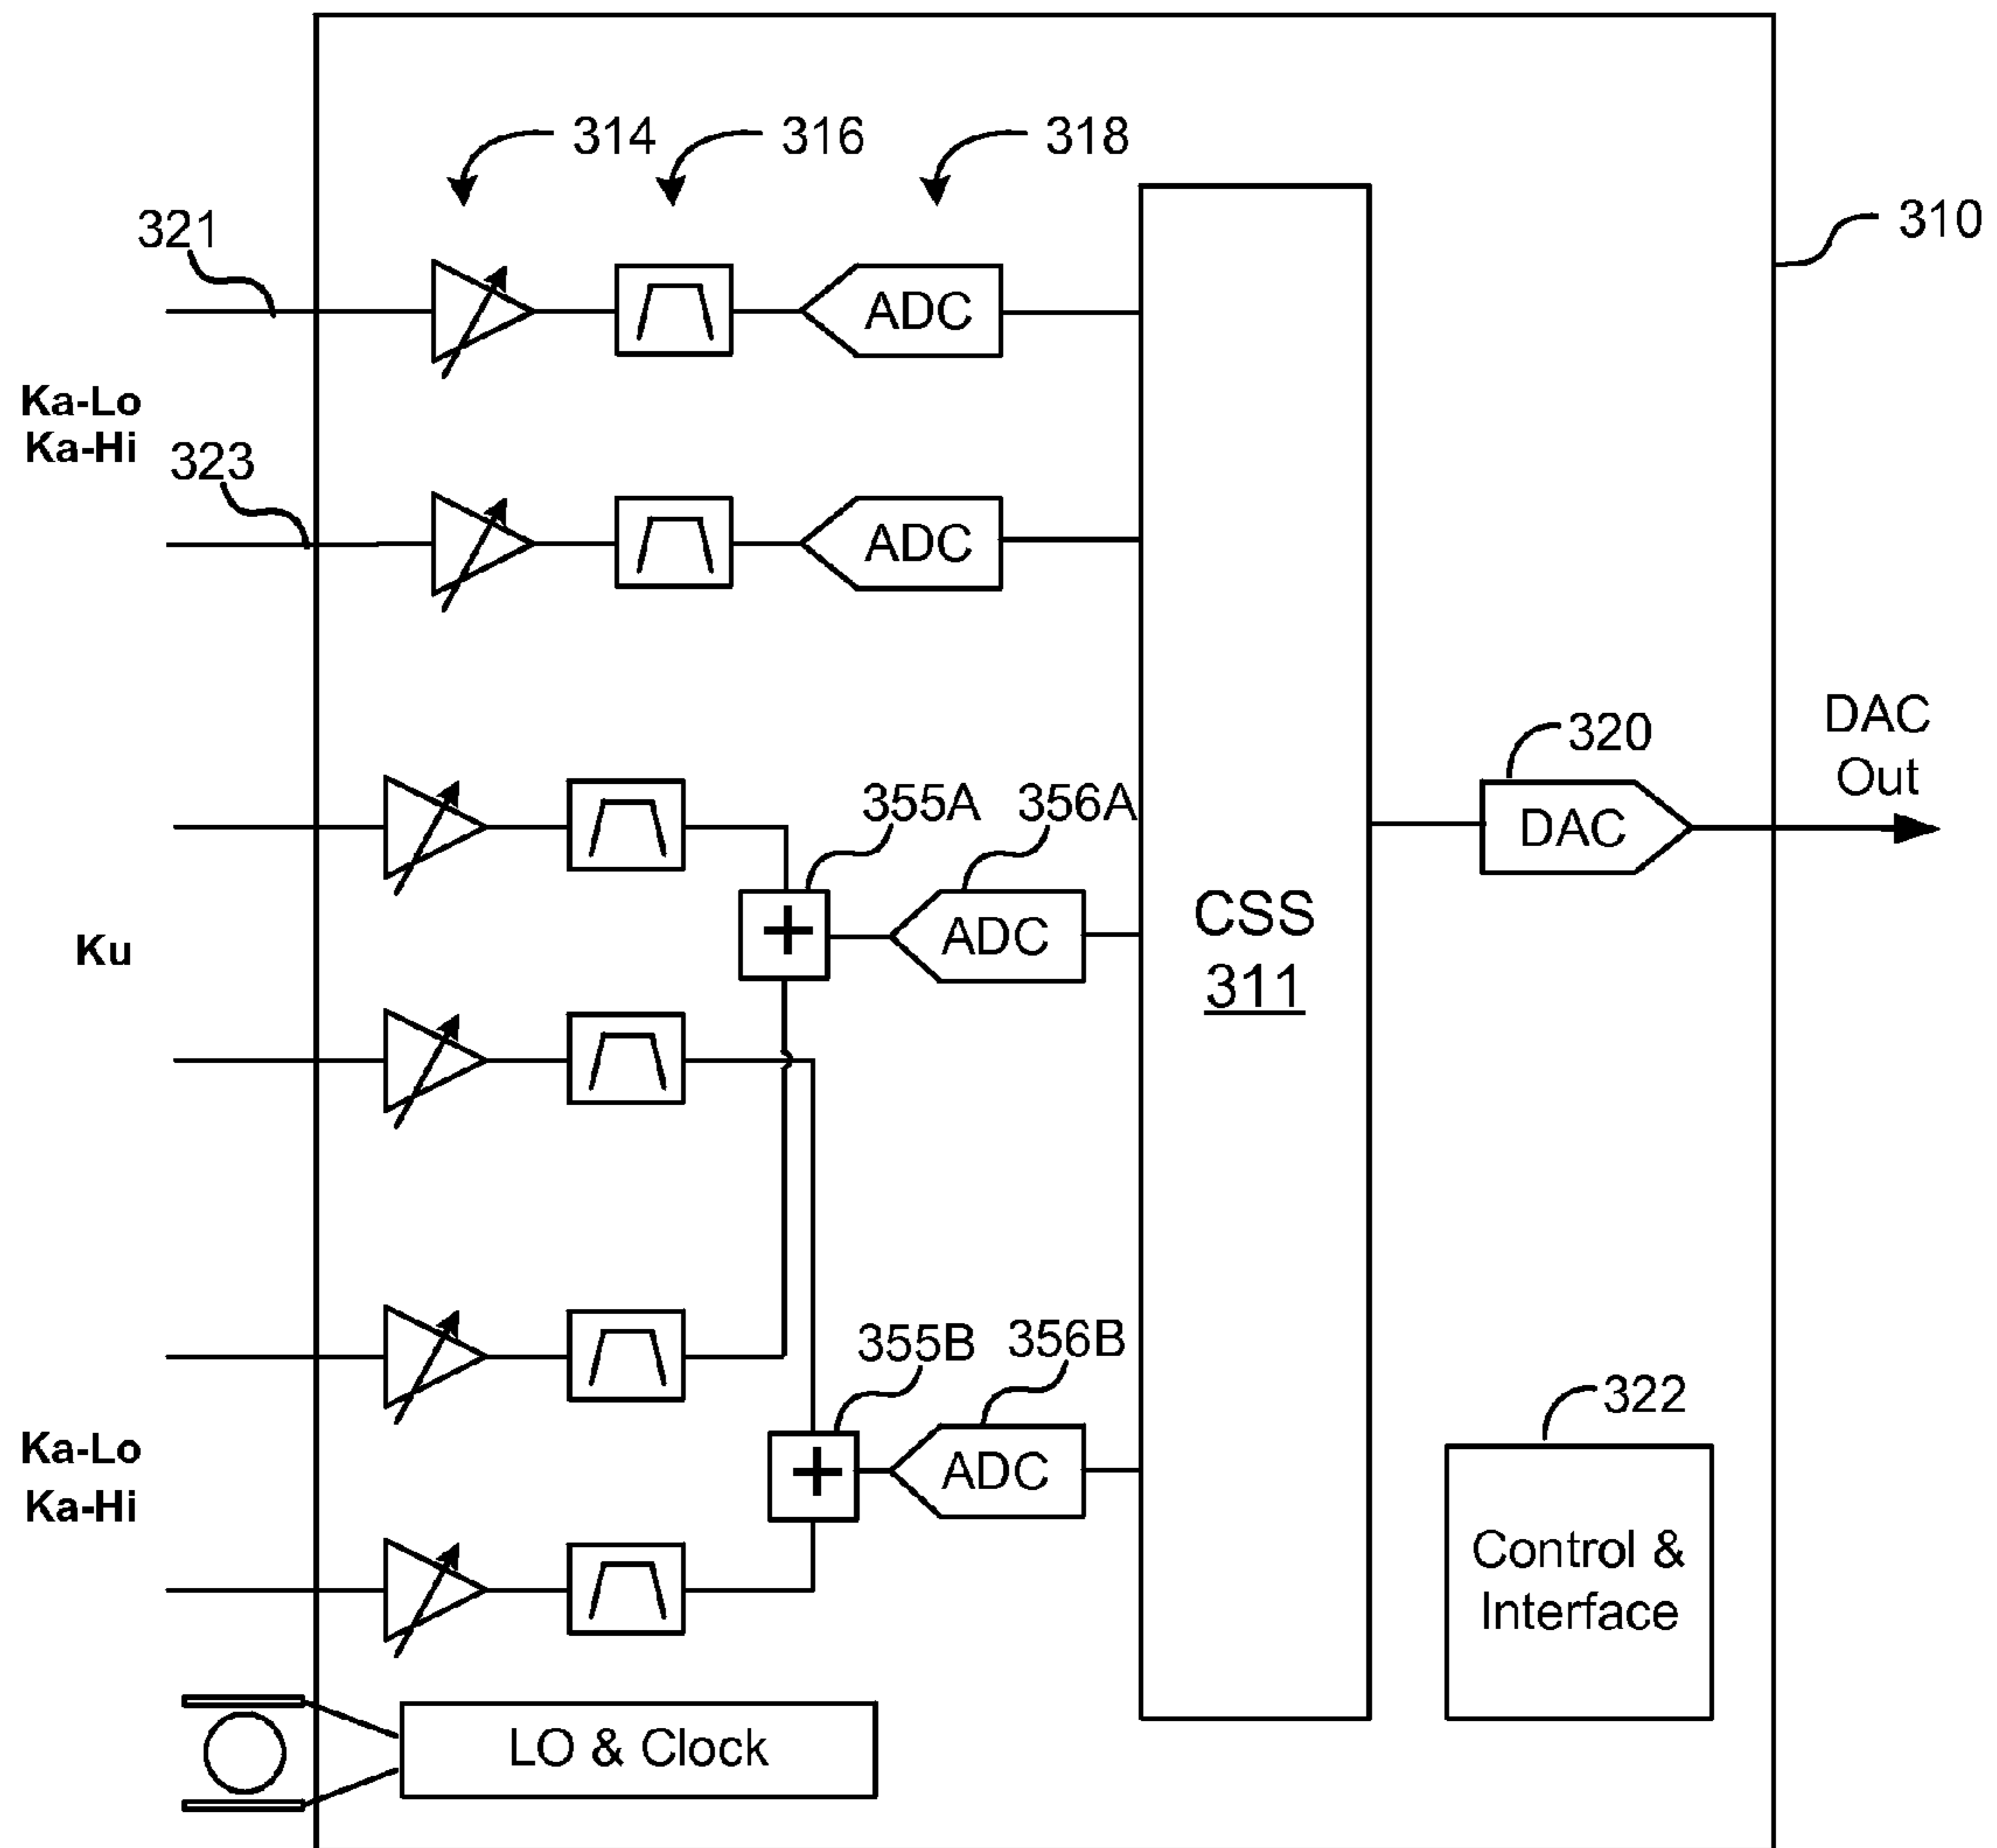 314
316
318
321
310
ADC
Ka-Lo
Ka-Hi
323
ADC
DAC
Out
320
DAC
355A
356A
+
ADC
Ku
CSS
311
355B
356B
322
Ka-Lo
Ka-Hi
+
ADC
Control &
Interface
LO & Clock